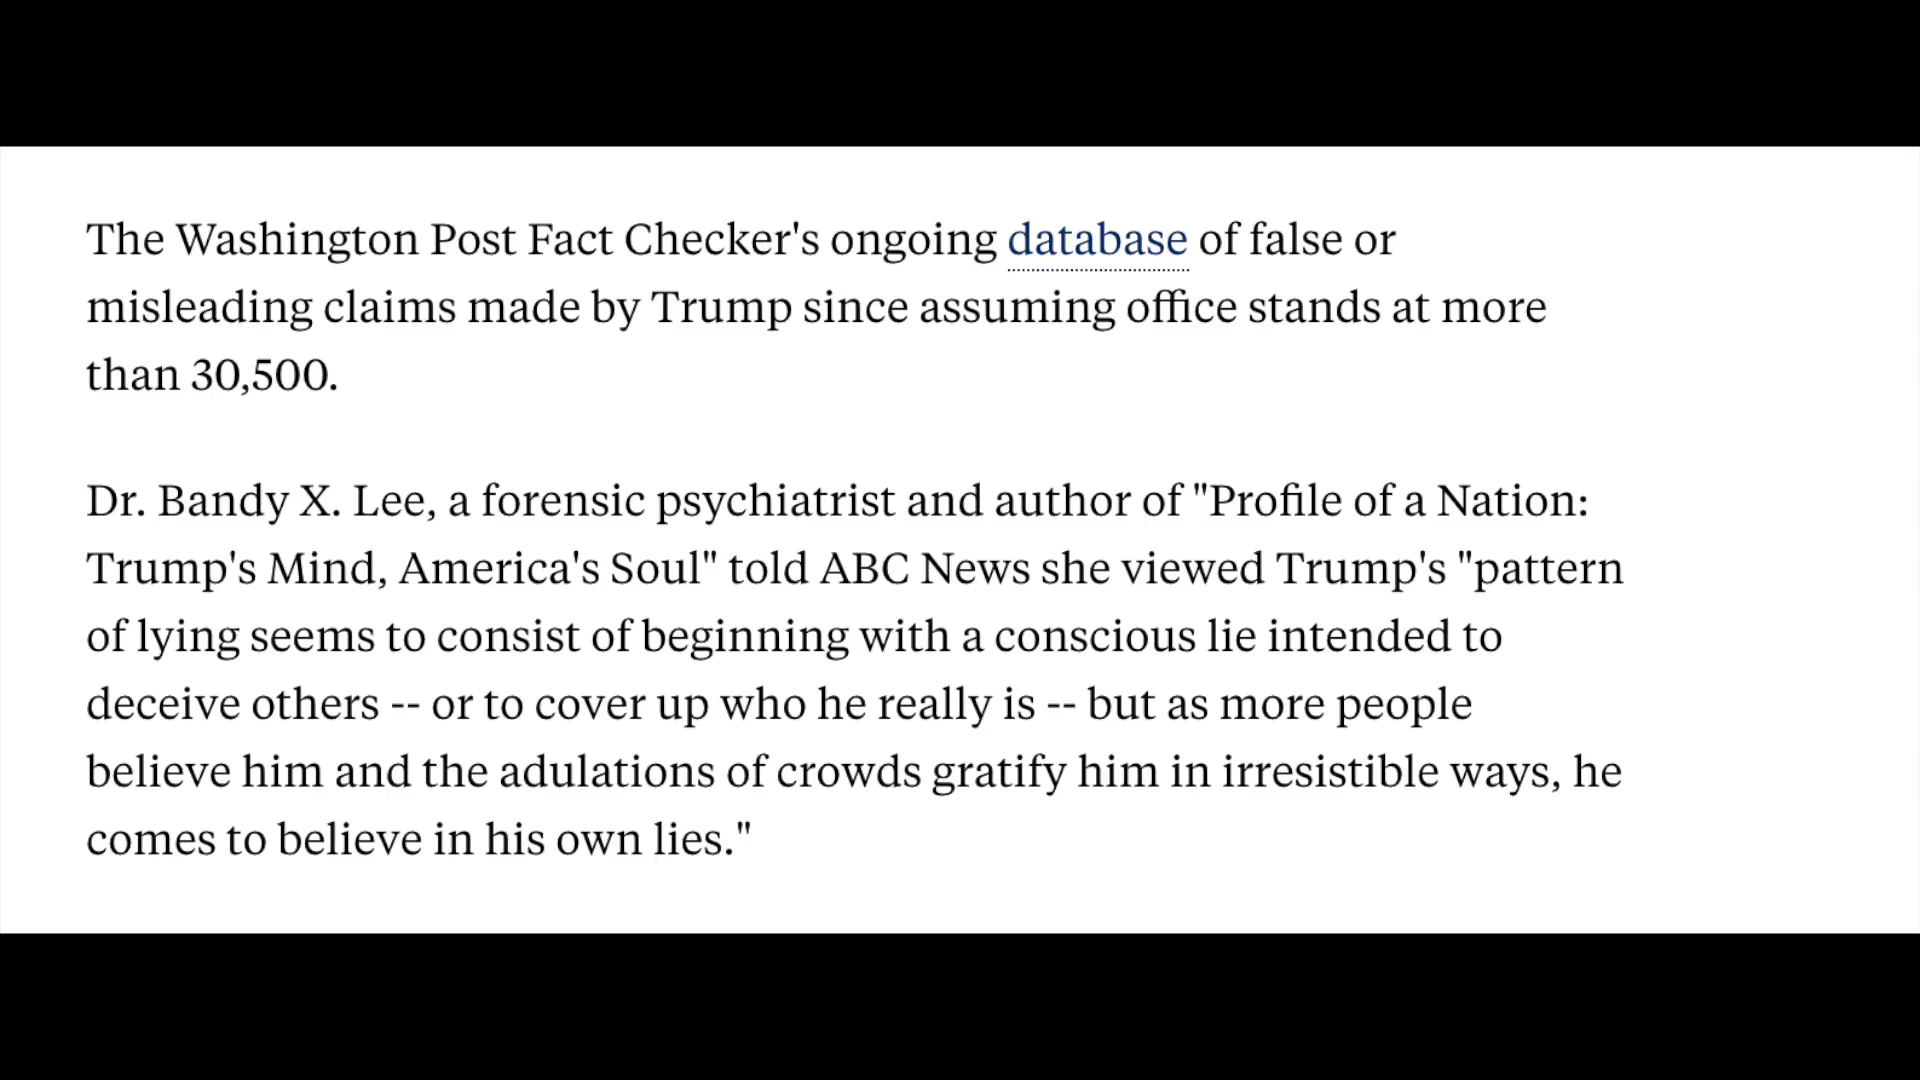 The Washington Post Fact Checker's ongoing database of false or
misleading claims made by Trump since assuming office stands at more
than 30,500.
Dr. Bandy X. Lee, a forensic psychiatrist and author of "Profile of a Nation:
Trump's Mind, America's Soul" told ABC News she viewed Trump's "pattern
of lying seems to consist of beginning with a conscious lie intended to
deceive others -- or to cover up who he really is -- but as more people
believe him and the adulations of crowds gratify him in irresistible ways, he
comes to believe in his own lies."